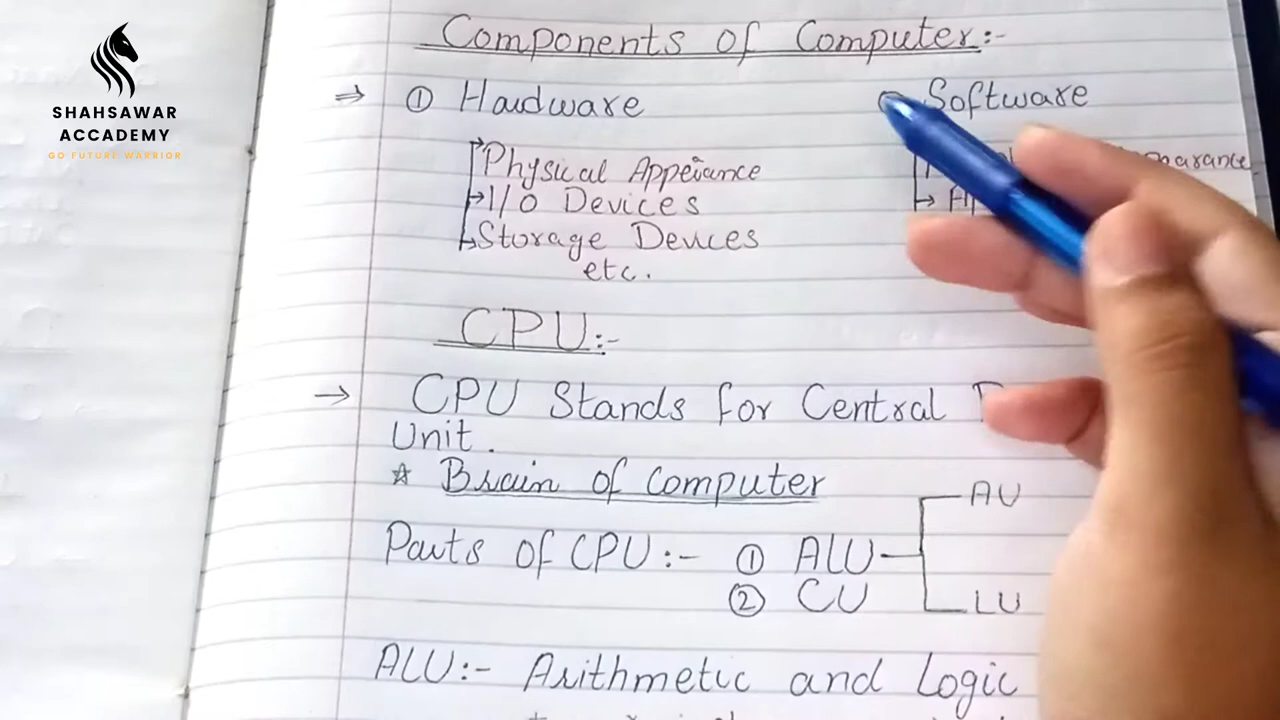 SHAHSAWAR
ACCADEMY
GO FUTURE WARRIOR
Components of Computer:-
⇒ ① Hardware Software
Physical Appeiance
→ I/O Devices
Storage Devices
etc.
CPU:-
→ CPU Stands for Central
Unit.
☆ Brain of computer
Parts of CPU:- ① ALU AU
② CU LU
ALU:- Arithmetic and Logic